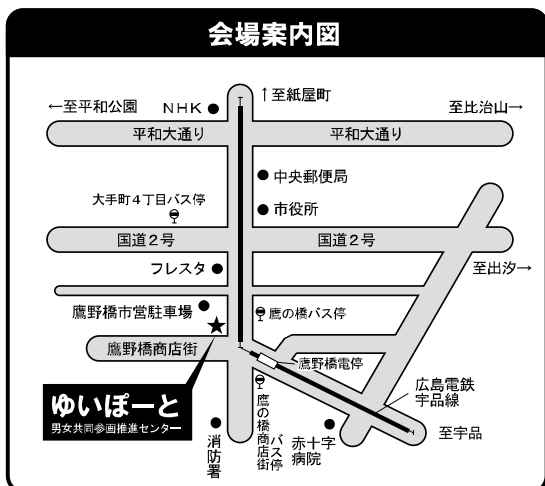 会場案内図
←至平和公園
NHK
↑至紙屋町
至比治山→
平和大通り
平和大通り
中央郵便局
大手町4丁目バス停
市役所
国道2号
国道2号
フレスタ
至出汐→
鷹野橋市営駐車場
鷹の橋バス停
鷹野橋商店街
鷹野橋電停
広島電鉄
宇品線
ゆいぽーと
男女共同参画推進センター
消防署
鷹の橋商店街
バス停
赤十字
病院
至宇品